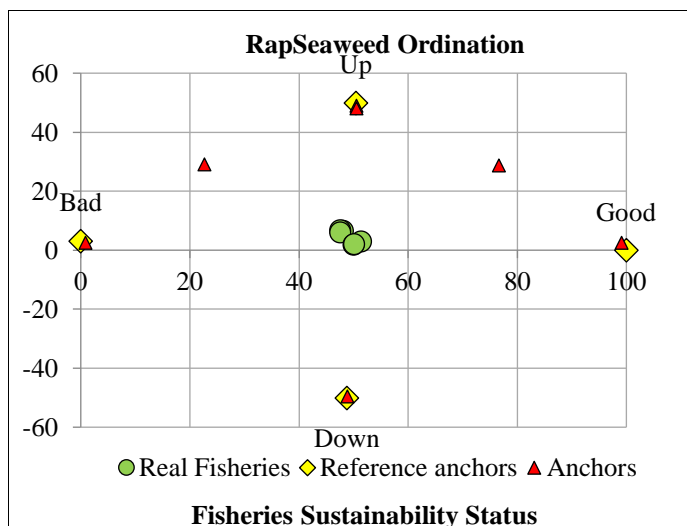 RapSeaweed Ordination
Up
60
40
20
Bad
Good
0
0 20 40 60 80 100
-20
-40
-60
Down
Real Fisheries Reference anchors Anchors
Fisheries Sustainability Status